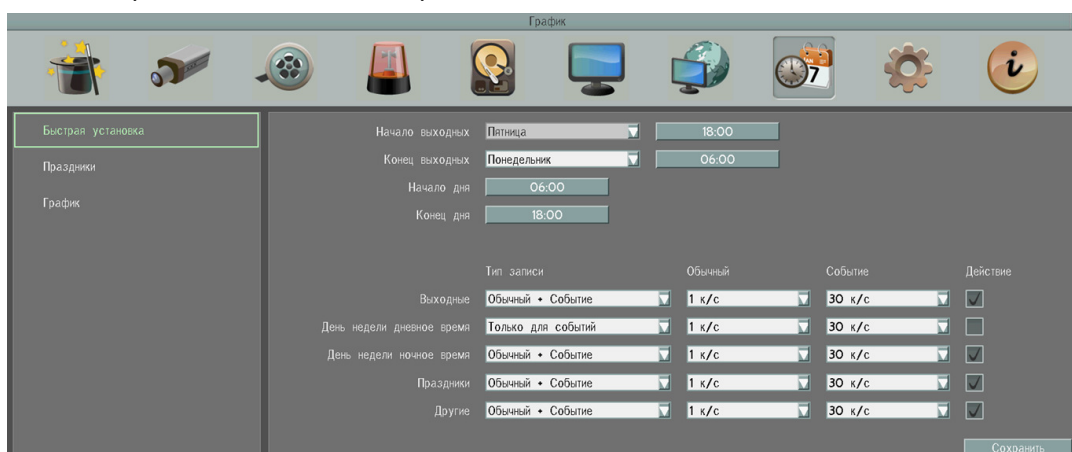 График
7
i
Быстрая установка
Праздники
График
Начало выходных Пятница 18:00
Конец выходных Понедельник 06:00
Начало дня 06:00
Конец дня 18:00
Тип записи Обычный Событие Действие
Выходные Обычный + Событие 1 к/с 30 к/с
День недели дневное время Только для событий 1 к/с 30 к/с
День недели ночное время Обычный + Событие 1 к/с 30 к/с
Праздники Обычный + Событие 1 к/с 30 к/с
Другие Обычный + Событие 1 к/с 30 к/с
Сохранить